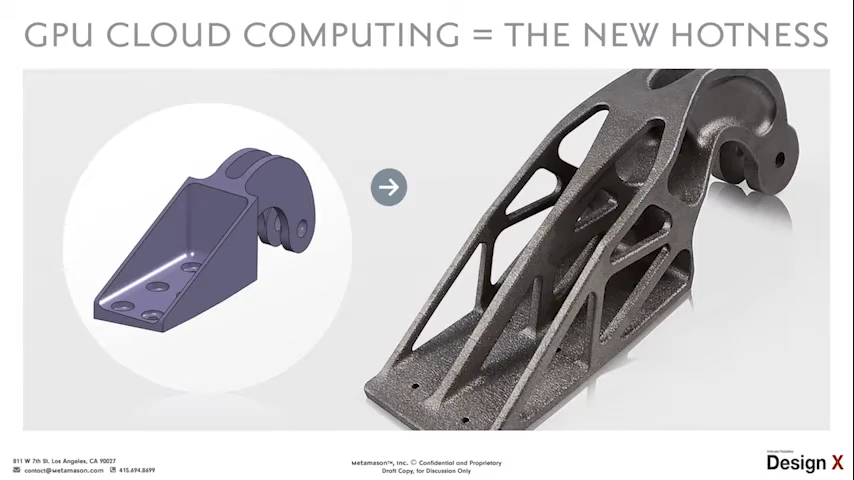 GPU CLOUD COMPUTING = THE NEW HOTNESS
811 W 7th St. Los Angeles, CA 90027
contact@metamason.com 415.694.8699
Metamason™, Inc. © Confidential and Proprietary
Draft Copy, for Discussion Only
Design X